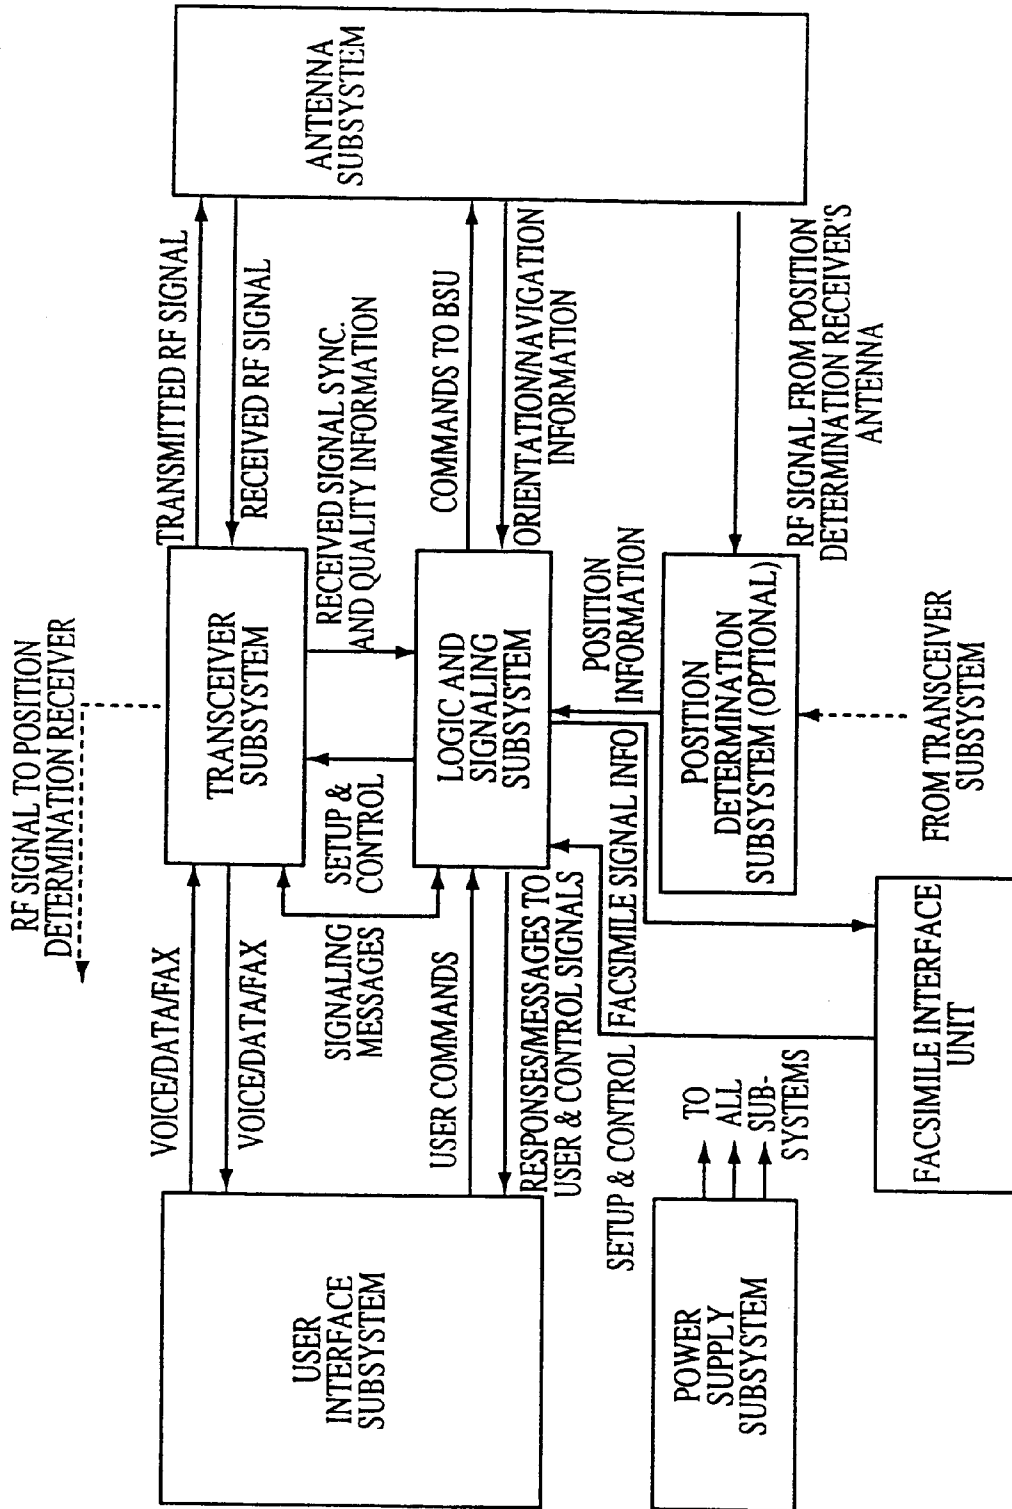 RF SIGNAL TO POSITION
DETERMINATION RECEIVER
USER
INTERFACE
SUBSYSTEM
VOICE/DATA/FAX
VOICE/DATA/FAX
TRANSCEIVER
SUBSYSTEM
TRANSMITTED RF SIGNAL
RECEIVED RF SIGNAL
ANTENNA
SUBSYSTEM
SIGNALING
MESSAGES
SETUP &
CONTROL
RECEIVED SIGNAL SYNC.
AND QUALITY INFORMATION
USER COMMANDS
RESPONSES/MESSAGES TO
USER & CONTROL SIGNALS
LOGIC AND
SIGNALING
SUBSYSTEM
COMMANDS TO BSU
ORIENTATION/NAVIGATION
INFORMATION
SETUP & CONTROL
FACSIMILE SIGNAL INFO
POSITION
INFORMATION
POWER
SUPPLY
SUBSYSTEM
TO
ALL
SUB-
SYSTEMS
POSITION
DETERMINATION
SUBSYSTEM (OPTIONAL)
RF SIGNAL FROM POSITION
DETERMINATION RECEIVER'S
ANTENNA
FACSIMILE INTERFACE
UNIT
FROM TRANSCEIVER
SUBSYSTEM